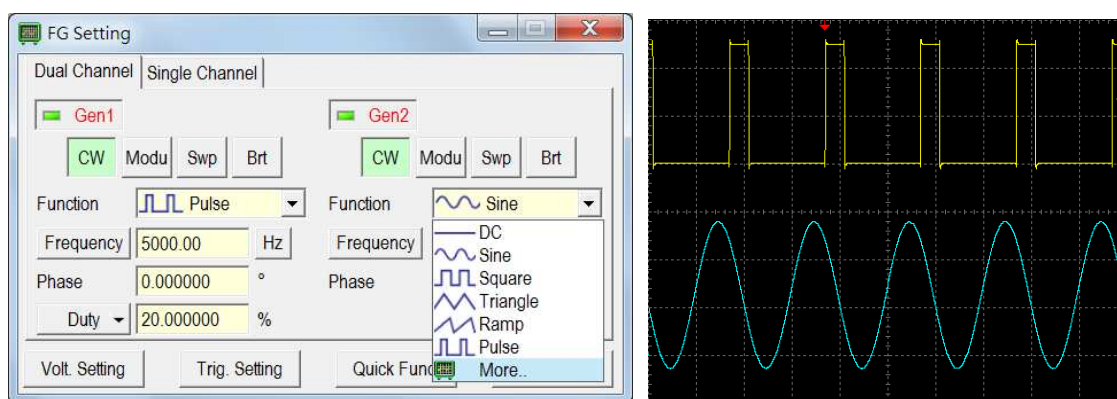 FG Setting
Dual Channel Single Channel
Gen1 Gen2
CW Modu Swp Brt CW Modu Swp Brt
Function Pulse Function Sine
Frequency 5000.00 Hz Frequency
Phase 0.000000 ° Phase
Duty 20.000000 %
DC
Sine
Square
Triangle
Ramp
Pulse
More..
Volt. Setting Trig. Setting Quick Func